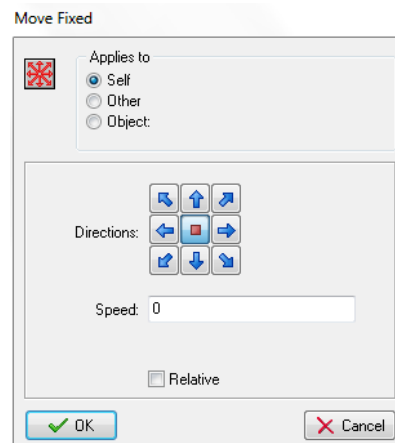 Move Fixed
Applies to
Self
Other
Object:
Directions:
Speed: 0
Relative
OK Cancel